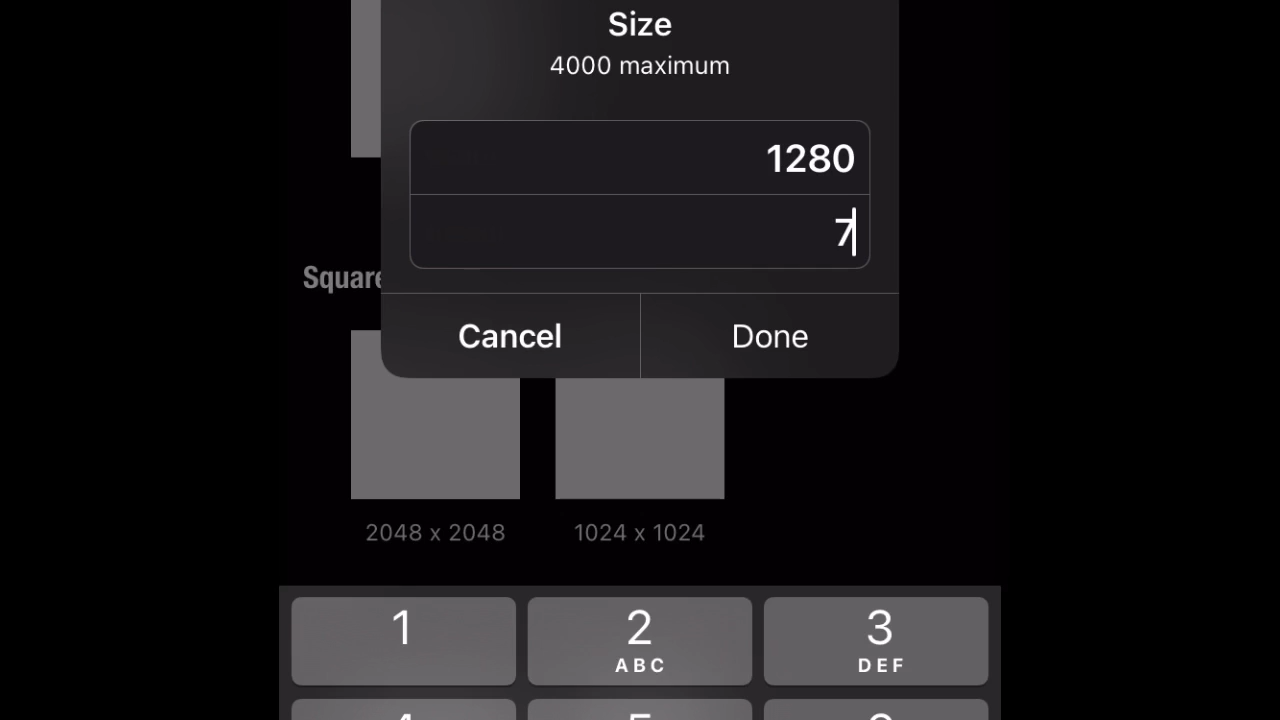 Size
4000 maximum
1280
7
Square
Cancel
Done
2048 x 2048
1024 x 1024
1
2
ABC
3
DEF